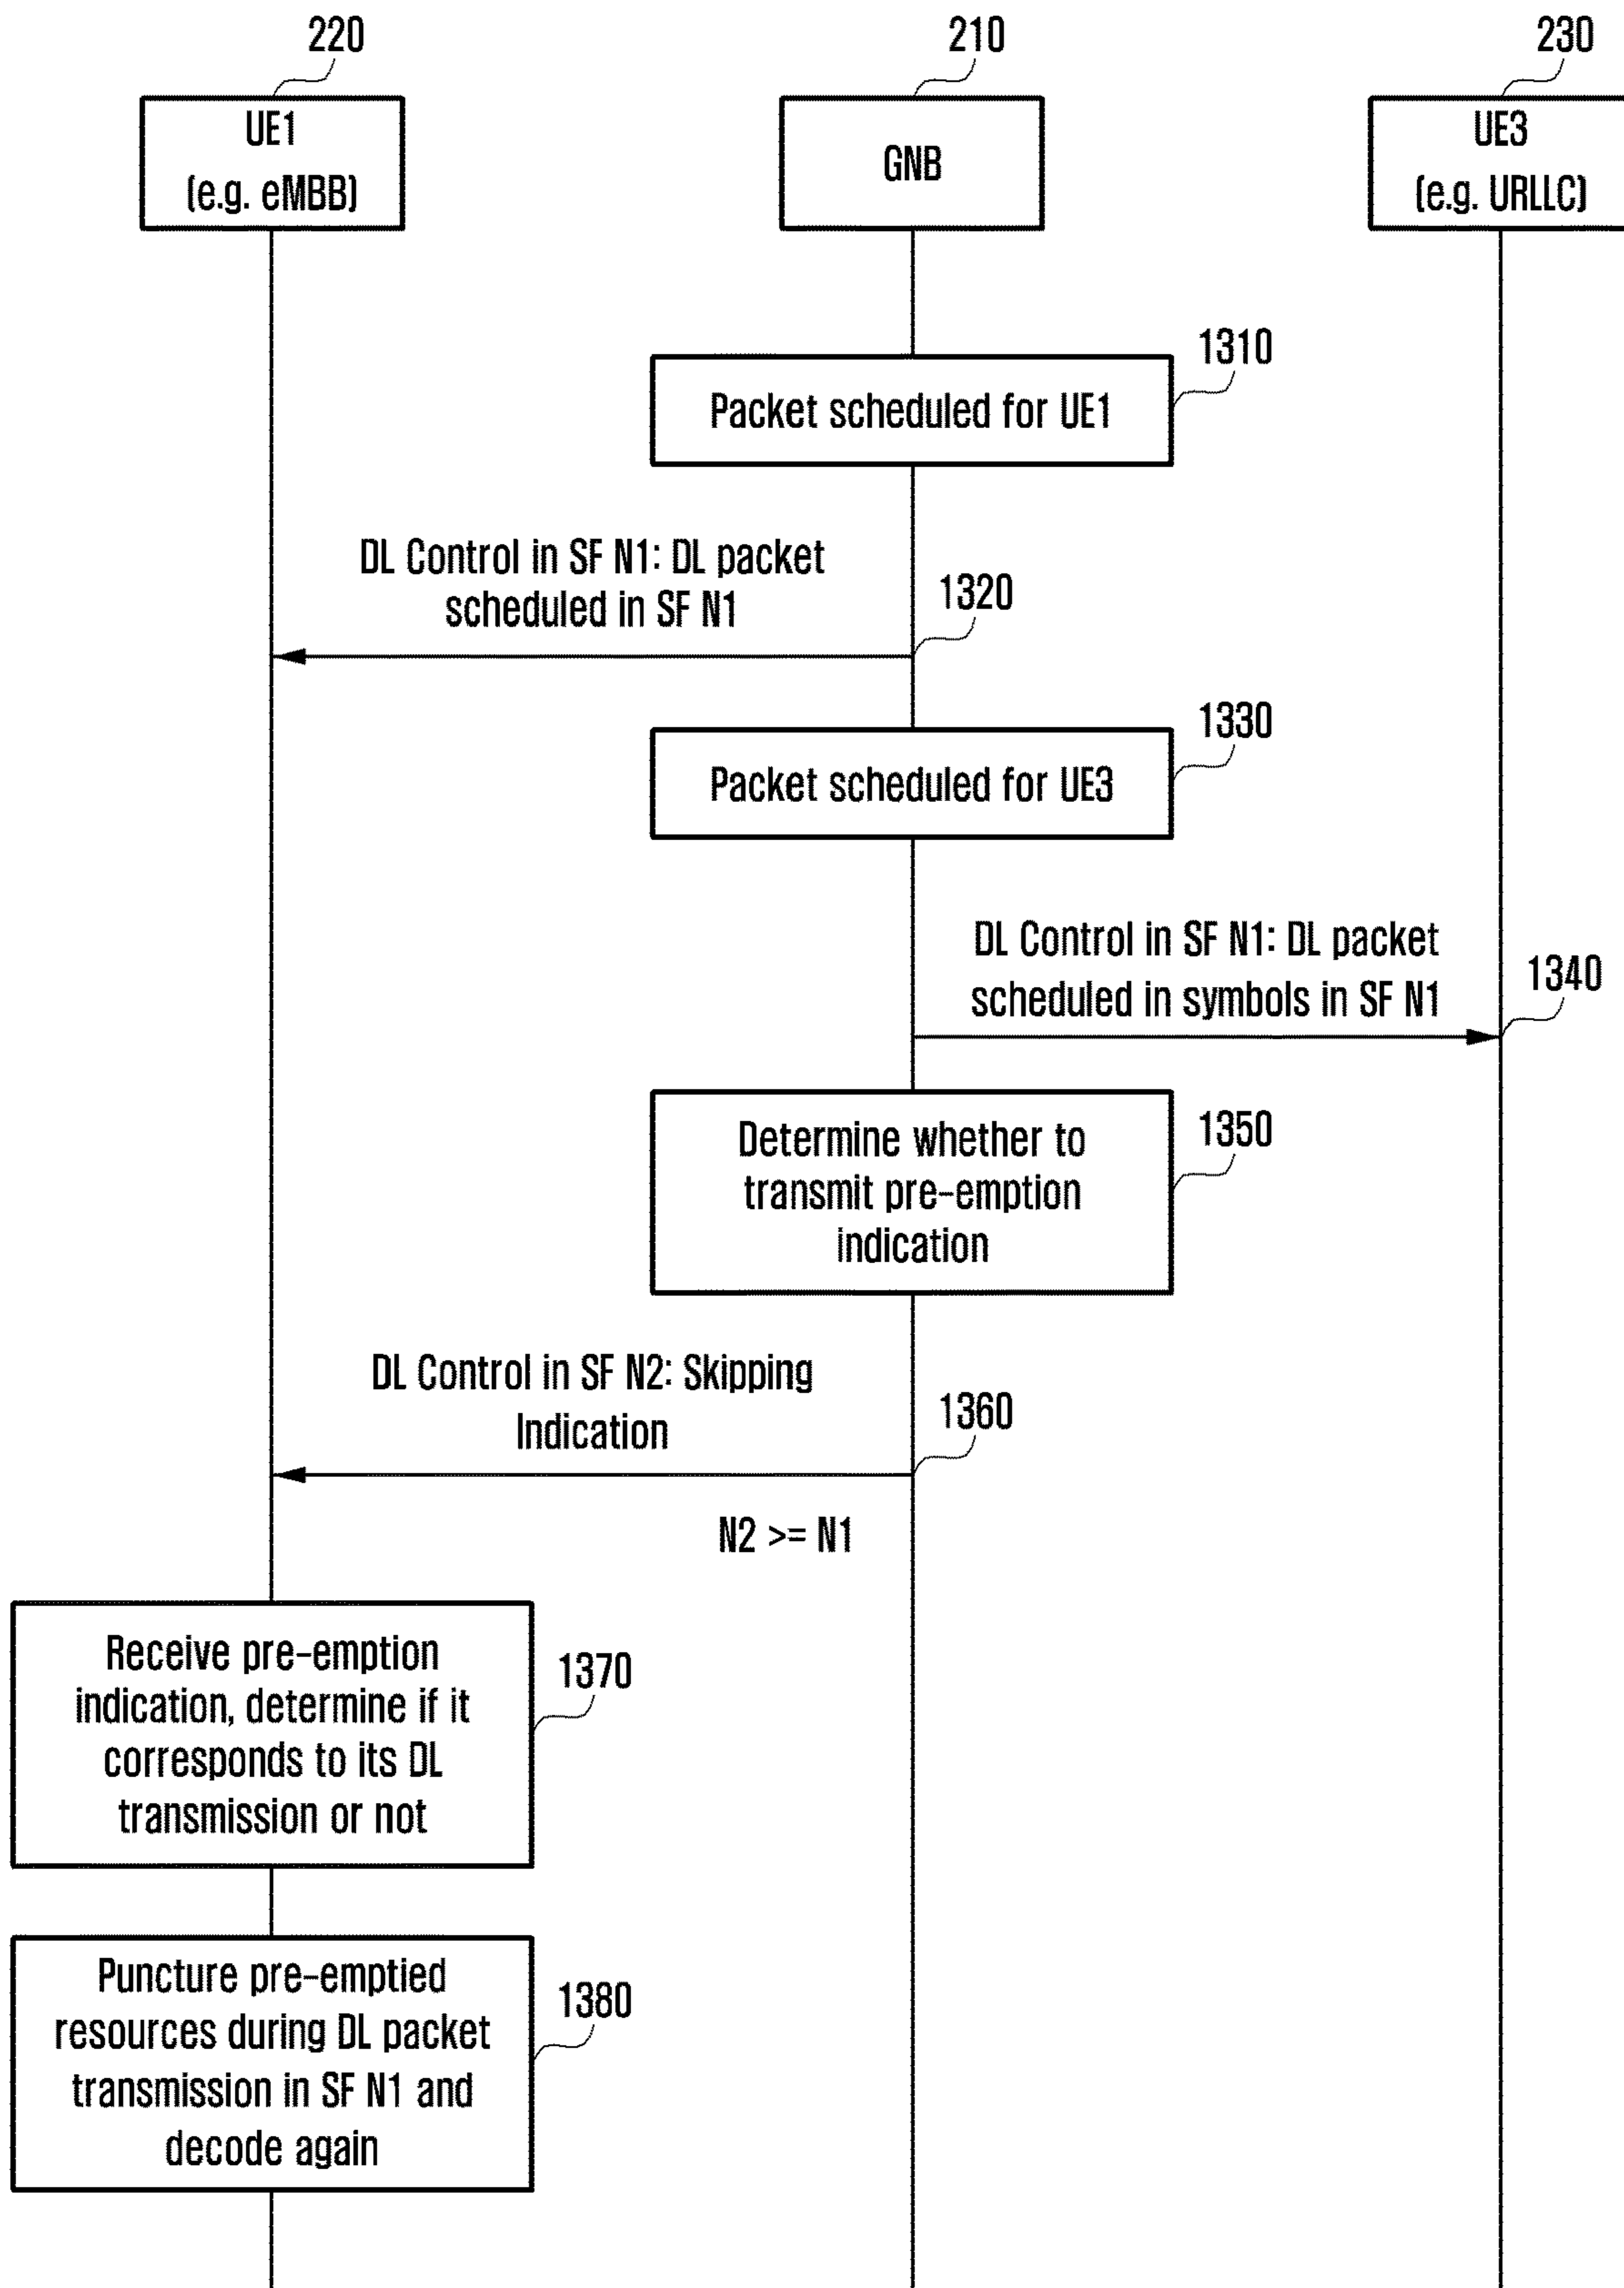 220
210
230
UE1
(e.g. eMBB)
GNB
UE3
(e.g. URLLC)
1310
Packet scheduled for UE1
DL Control in SF N1: DL packet
scheduled in SF N1
1320
1330
Packet scheduled for UE3
DL Control in SF N1: DL packet
scheduled in symbols in SF N1
1340
Determine whether to
transmit pre-emption
indication
1350
DL Control in SF N2: Skipping
Indication
1360
N2 >= N1
Receive pre-emption
indication, determine if it
corresponds to its DL
transmission or not
1370
Puncture pre-emptied
resources during DL packet
transmission in SF N1 and
decode again
1380